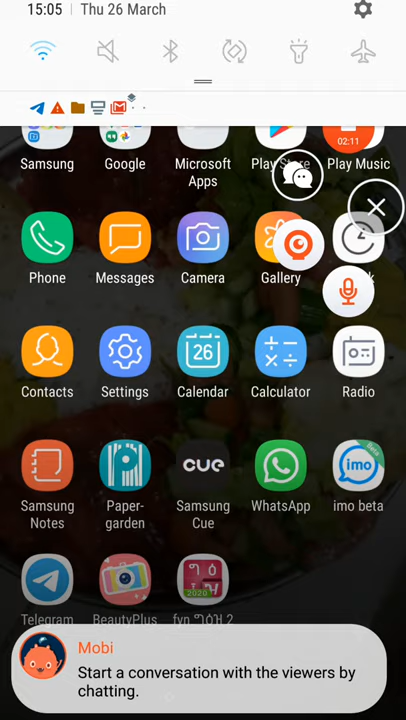 15:05 | Thu 26 March
02:11
Samsung Google Microsoft Apps Play Store Play Music
Phone Messages Camera Gallery
Contacts Settings Calendar Calculator Radio
26
CUE
imo
Beta
Samsung Notes Paper-garden Samsung Cue WhatsApp imo beta
2020
Telegram BeautyPlus
Mobi
Start a conversation with the viewers by
chatting.